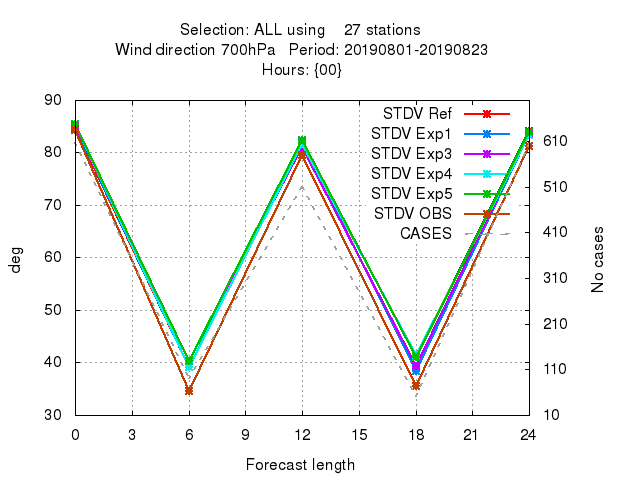 Selection: ALL using    27 stations
Wind direction 700hPa   Period: 20190801-20190823
Hours: {00}
90
80
70
60
50
40
30
deg
STDV Ref
STDV Exp1
STDV Exp3
STDV Exp4
STDV Exp5
STDV OBS
CASES
610
510
410
310
210
110
10
No cases
0 3 6 9 12 15 18 21 24
Forecast length